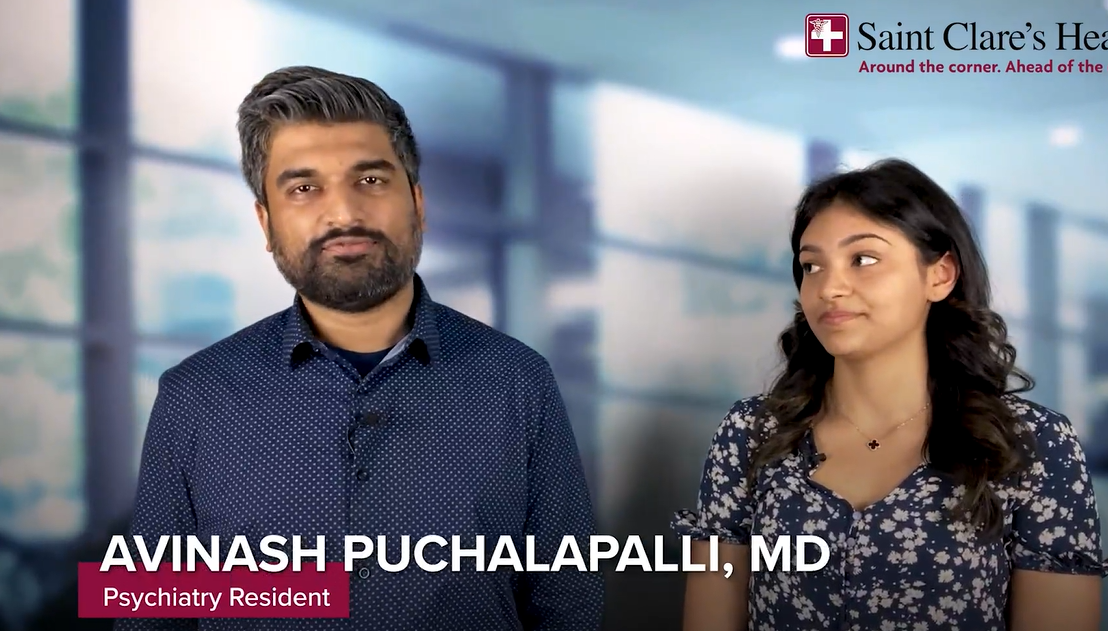 Saint Clare's Hea
Around the corner. Ahead of the
AVINASH PUCHALAPALLI, MD
Psychiatry Resident